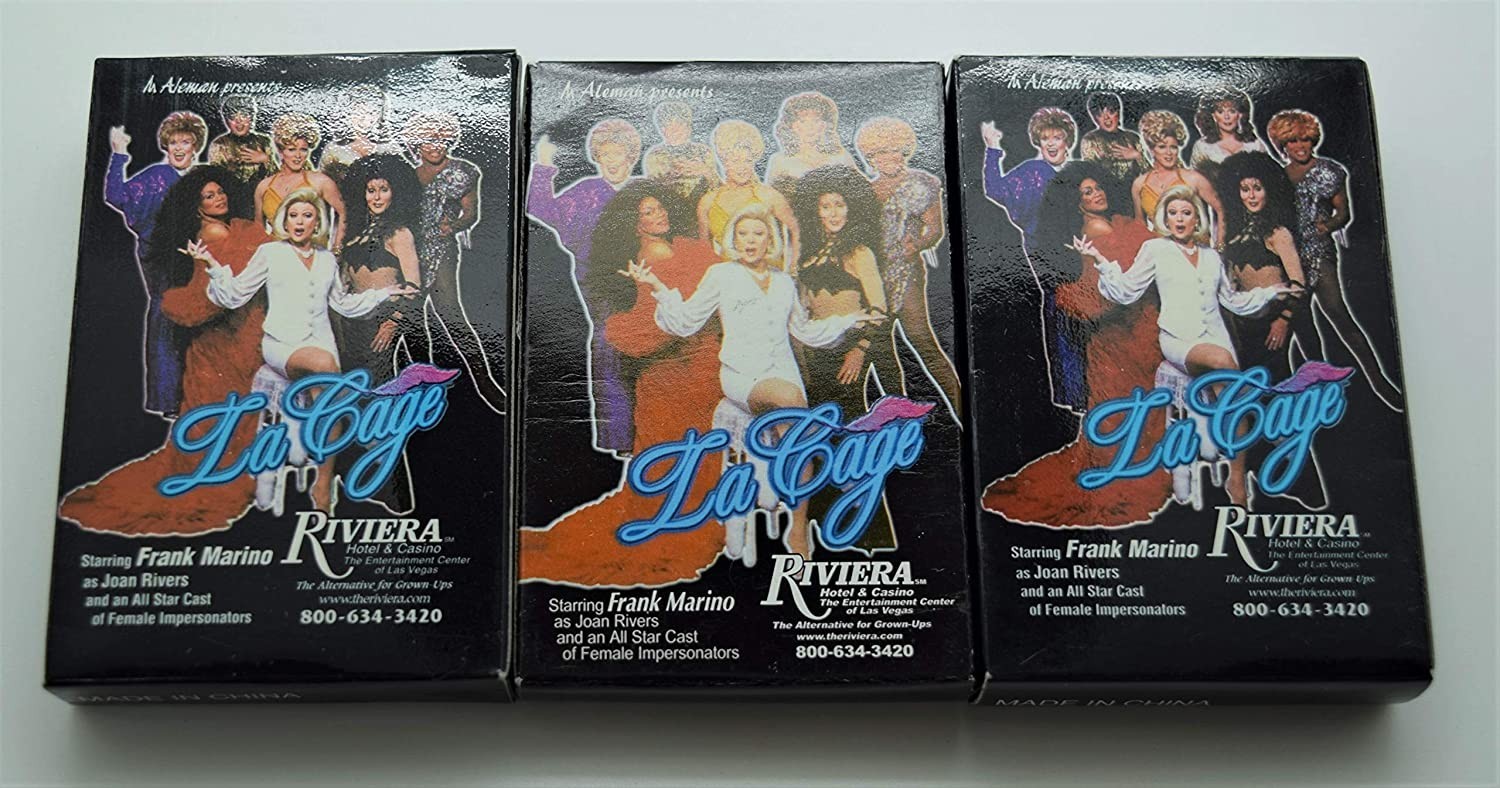 Aleman presents
La Cage
Starring Frank Marino
as Joan Rivers
and an All Star Cast
of Female Impersonators
RIVIERA SM
Hotel & Casino
The Entertainment Center
of Las Vegas
The Alternative for Grown-Ups
www.theriviera.com
800-634-3420
MADE IN CHINA
Aleman presents
La Cage
Starring Frank Marino
as Joan Rivers
and an All Star Cast
of Female Impersonators
RIVIERA SM
Hotel & Casino
The Entertainment Center
of Las Vegas
The Alternative for Grown-Ups
www.theriviera.com
800-634-3420
Aleman presents
La Cage
Starring Frank Marino
as Joan Rivers
and an All Star Cast
of Female Impersonators
RIVIERA
Hotel & Casino
The Entertainment Center
of Las Vegas
The Alternative for Grown-Ups
www.theriviera.com
800-634-3420
MADE IN CHINA